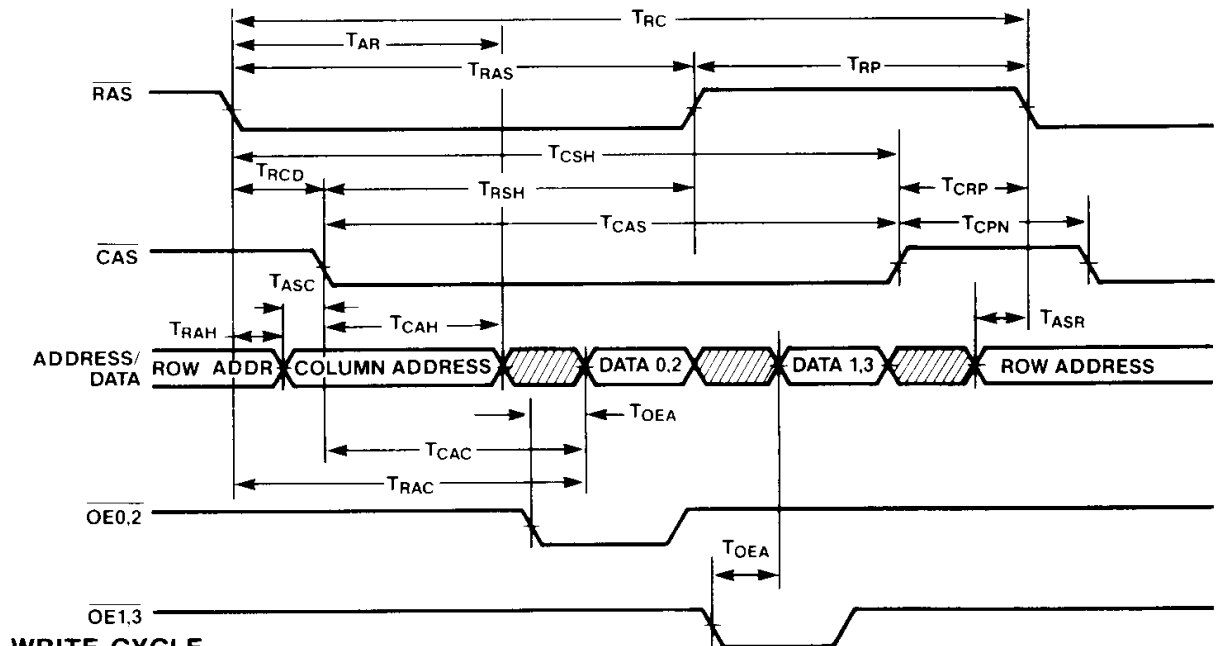 TRC
TAR
TRAS
TRP
RAS
TCSH
TRCD
TRSH
TCRP
TCAS
TCPN
CAS
TASC
TRAH
TCAH
TASR
ADDRESS/
DATA
ROW ADDR
COLUMN ADDRESS
DATA 0,2
DATA 1,3
ROW ADDRESS
TOEA
TCAC
TRAC
OE0,2
TOEA
OE1,3
WRITE CYCLE